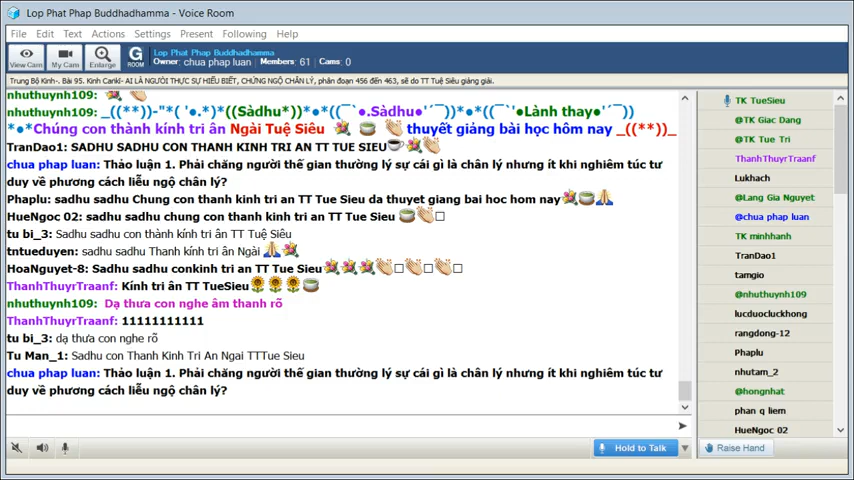 Lop Phat Phap Buddhadhamma - Voice Room
File Edit Text Actions Settings Present Following Help
View Cam My Cam Enlarge G ROOM
Lop Phat Phap Buddhadhamma
Owner: chua phap luan: Members: 61 Cams: 0
Trung Bộ Kinh-. Bài 95. Kinh Cankl- AI LÀ NGƯỜI THỰC SỰ HIỂU BIẾT, CHỨNG NGỘ CHÂN LÝ, phân đoạn 456 đến 463, sẽ do TT Tuệ Siêu giảng giải.
nhuthuynh109:
nhuthuynh109: _((**))-"*( '•.*)*((Sàdhu*))*●*((¯`●.Sàdhu●'´¯))*●*((¯`'●Lành thay●'´¯))
*●*Chúng con thành kính tri ân Ngài Tuệ Siêu thuyết giảng bài học hôm nay _((**))_
TranDao1: SADHU SADHU CON THANH KINH TRI AN TT TUE SIEU
chua phap luan: Thảo luận 1. Phải chăng người thế gian thường lý sự cái gì là chân lý nhưng ít khi nghiêm túc tư
duy về phương cách liễu ngộ chân lý?
Phaplu: sadhu sadhu Chung con thanh kinh tri an TT Tue Sieu da thuyet giang bai hoc hom nay
HueNgoc 02: sadhu sadhu chung con thanh kinh tri an TT Tue Sieu
tu bi_3: Sadhu sadhu con thành kính tri ân TT Tuệ Siêu
tntueduyen: sadhu sadhu Thanh kính tri ân Ngài
HoaNguyet-8: Sadhu sadhu conkinh tri an TT Tue Sieu
ThanhThuyrTraanf: Kính tri ân TT TueSieu
nhuthuynh109: Dạ thưa con nghe âm thanh rõ
ThanhThuyrTraanf: 11111111111
tu bi_3: dạ thưa con nghe rõ
Tu Man_1: Sadhu con Thanh Kinh Tri An Ngai TTTue Sieu
chua phap luan: Thảo luận 1. Phải chăng người thế gian thường lý sự cái gì là chân lý nhưng ít khi nghiêm túc tư
duy về phương cách liễu ngộ chân lý?
TK TueSieu
@TK Giac Dang
@TK Tue Tri
ThanhThuyrTraanf
Lukhach
@Lang Gia Nguyet
@chua phap luan
TK minhhanh
TranDao1
tamgio
@nhuthuynh109
lucduocluckhong
rangdong-12
Phaplu
nhutam_2
@hongnhat
phan q liem
HueNgoc 02
Hold to Talk Raise Hand